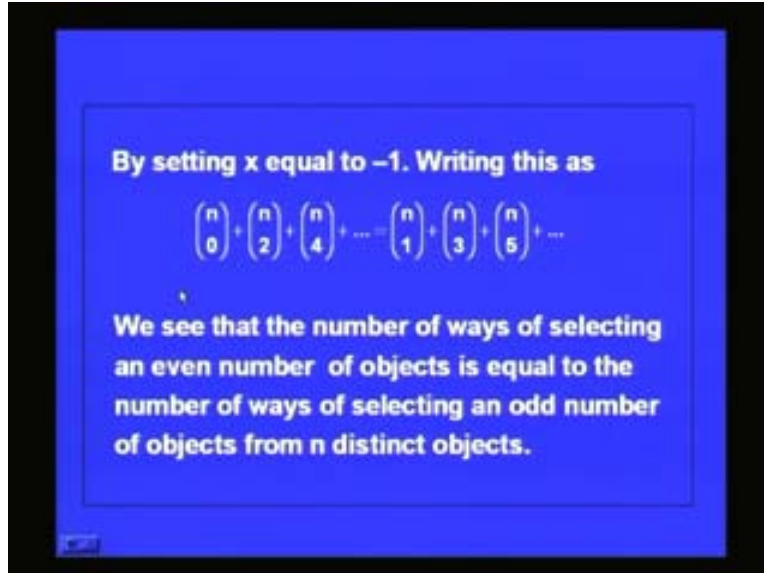 By setting x equal to –1. Writing this as
(n 0) + (n 2) + (n 4) + ... = (n 1) + (n 3) + (n 5) + ...
We see that the number of ways of selecting
an even number of objects is equal to the
number of ways of selecting an odd number
of objects from n distinct objects.